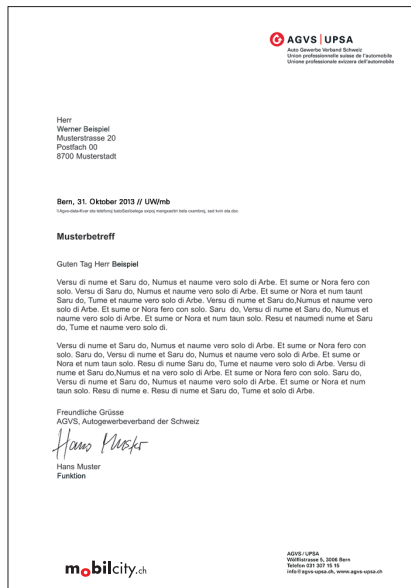 AGVS | UPSA
Auto Gewerbe Verband Schweiz
Union professionnelle suisse de l'automobile
Unione professionale svizzera dell'automobile
Herr
Werner Beispiel
Musterstrasse 20
Postfach 00
8700 Musterstadt
Bern, 31. Oktober 2013 // UW/mb
Musterbetreff
Guten Tag Herr Beispiel
Versu di nume et Saru do, Numus et naume vero solo di Arbe. Et sume or Nora fero con
solo. Versu di Saru do, Numus et naume vero solo di Arbe. Et sume or Nora et num taunt
Saru do, Tume et naume vero solo di Arbe. Versu di nume et Saru do,Numus et naume vero
solo di Arbe. Et sume or Nora fero con solo. Saru do, Versu di nume et Saru do, Numus et
naume vero solo di Arbe. Et sume or Nora et num taun solo. Resu et naumedi nume et Saru
do, Tume et naume vero solo di.
Versu di nume et Saru do, Numus et naume vero solo di Arbe. Et sume or Nora fero con
solo. Saru do, Versu di nume et Saru do, Numus et naume vero solo di Arbe. Et sume or
Nora et num taun solo. Resu di nume Saru do, Tume et naume vero solo di Arbe. Versu di
nume et Saru do,Numus et na vero solo di Arbe. Et sume or Nora fero con solo. Saru do,
Versu di nume et Saru do, Numus et naume vero solo di Arbe. Et sume or Nora et num
taun solo. Resu di nume e. Resu di nume et Saru do, Tume et solo di Arbe.
Freundliche Grüsse
AGVS, Autogewerbeverband der Schweiz
Hans Muster
Hans Muster
Funktion
mobilcity.ch
AGVS / UPSA
Wölflistrasse 5, 3006 Bern
Telefon 031 307 15 15
info@agvs-upsa.ch, www.agvs-upsa.ch